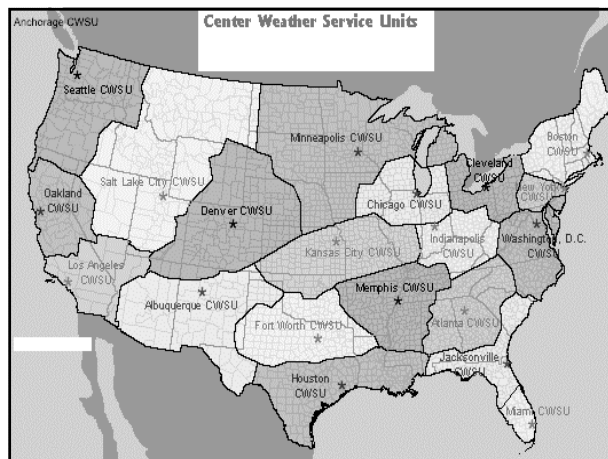 Center Weather Service Units
Anchorage CWSU
Seattle CWSU
Minneapolis CWSU
Boston
CWSU
Cleveland
CWSU
Salt Lake City CWSU
New York
CWSU
Oakland
CWSU
Denver CWSU
Chicago CWSU
Indianapolis
CWSU
Washington, D.C.
CWSU
Kansas City CWSU
Los Angeles
CWSU
Albuquerque CWSU
Memphis CWSU
Fort Worth CWSU
Atlanta CWSU
Jacksonville
CWSU
Houston
CWSU
Miami CWSU